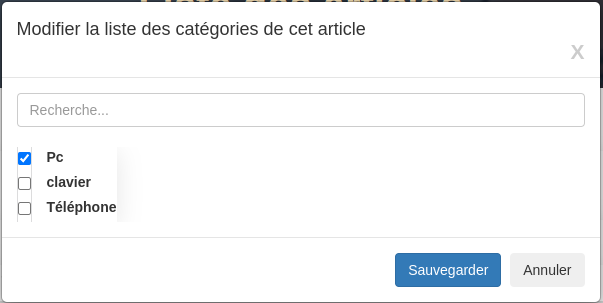 Modifier la liste des catégories de cet article
X
Recherche...
Pc
clavier
Téléphone
Sauvegarder
Annuler